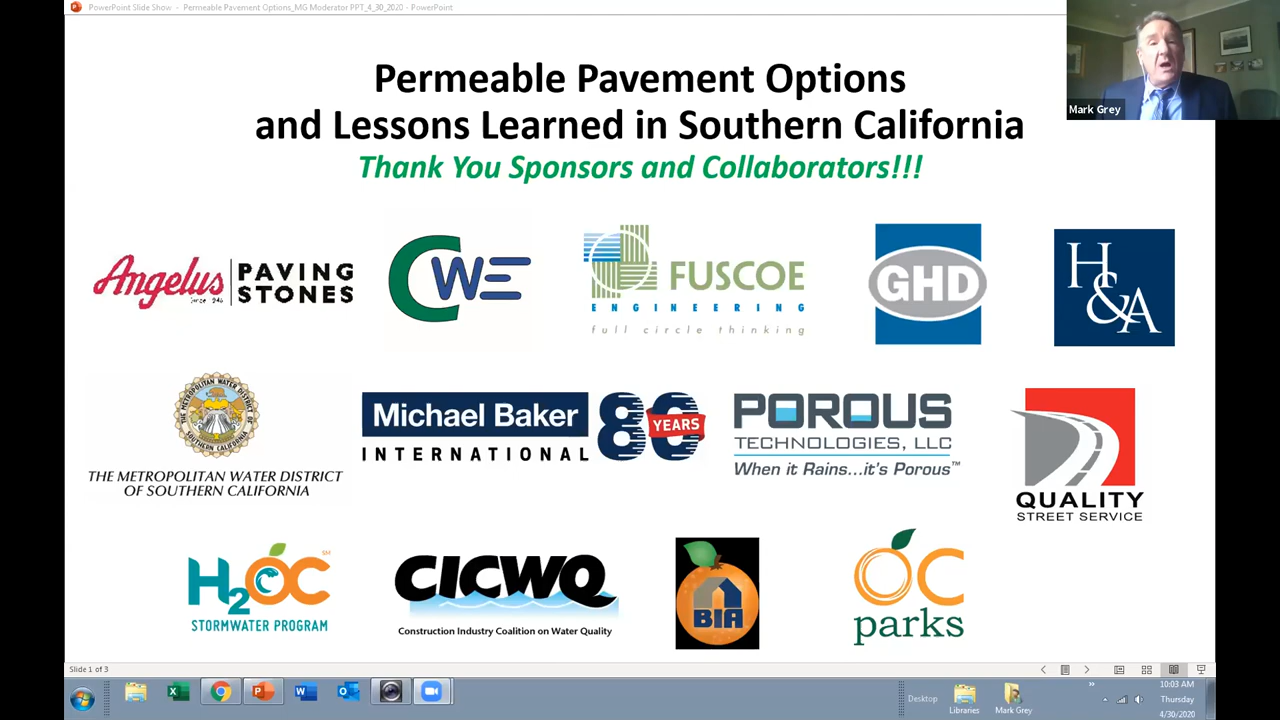 PowerPoint Slide Show - Permeable Pavement Options_MG Moderator PPT_4_30_2020 - PowerPoint
Permeable Pavement Options
and Lessons Learned in Southern California
Thank You Sponsors and Collaborators!!!
Mark Grey
Angelus
PAVING
STONES
CWE
FUSCOE
ENGINEERING
full circle thinking
GHD
H&A
THE METROPOLITAN WATER DISTRICT
OF SOUTHERN CALIFORNIA
Michael Baker
INTERNATIONAL
80
YEARS
POROUS
TECHNOLOGIES, LLC
When it Rains...it's Porous™
QUALITY
STREET SERVICE
H2OC SM
STORMWATER PROGRAM
CICWQ
Construction Industry Coalition on Water Quality
BIA
OC
parks
Slide 1 of 3
Desktop
Libraries
Mark Grey
10:03 AM
Thursday
4/30/2020